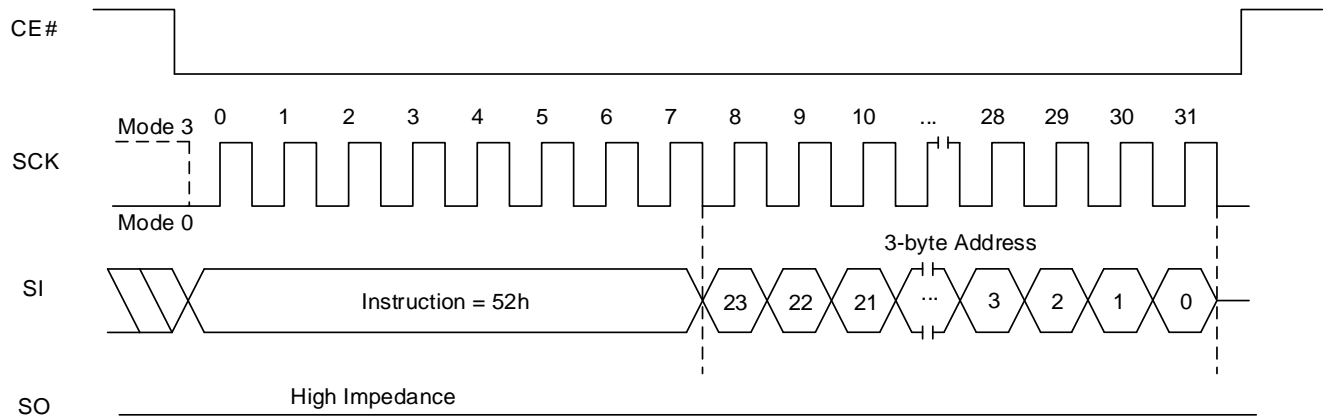 CE#
0 1 2 3 4 5 6 7 8 9 10 ... 28 29 30 31
Mode 3
SCK
Mode 0
3-byte Address
SI
Instruction = 52h
23 22 21 ... 3 2 1 0
High Impedance
SO